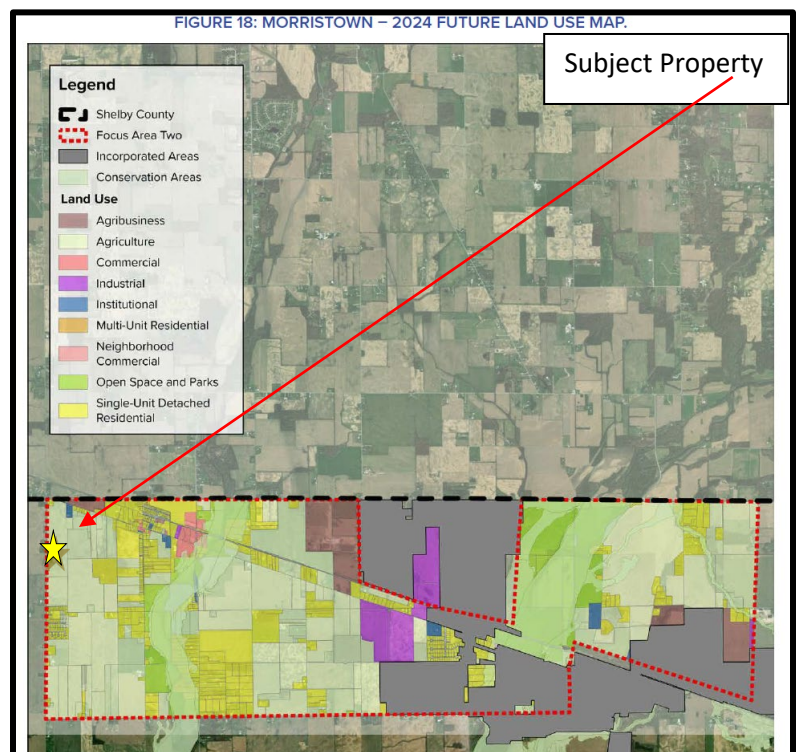 FIGURE 18: MORRISTOWN – 2024 FUTURE LAND USE MAP.
Subject Property
Legend
Shelby County
Focus Area Two
Incorporated Areas
Conservation Areas
Land Use
Agribusiness
Agriculture
Commercial
Industrial
Institutional
Multi-Unit Residential
Neighborhood
Commercial
Open Space and Parks
Single-Unit Detached
Residential